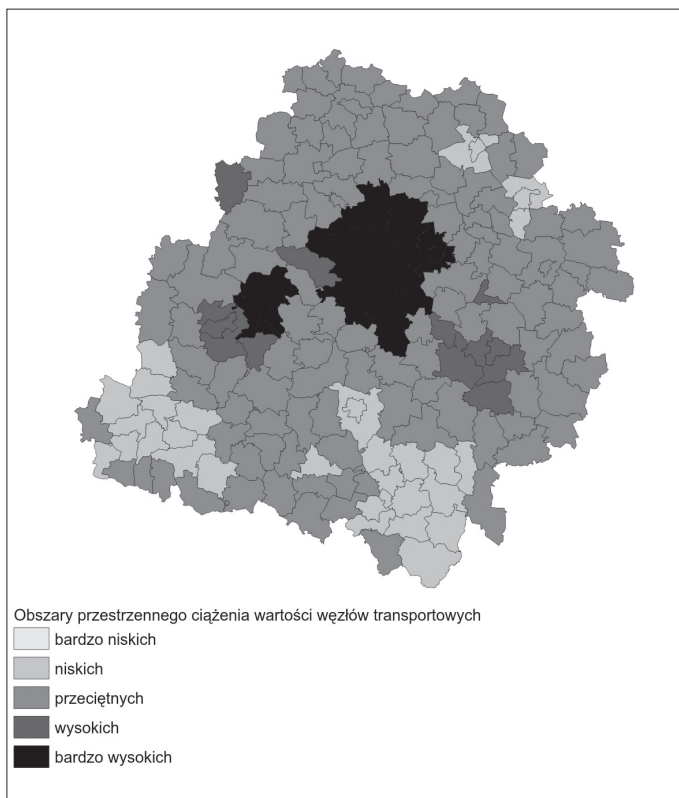 Obszary przestrzennego ciążenia wartości węzłów transportowych
bardzo niskich
niskich
przeciętnych
wysokich
bardzo wysokich